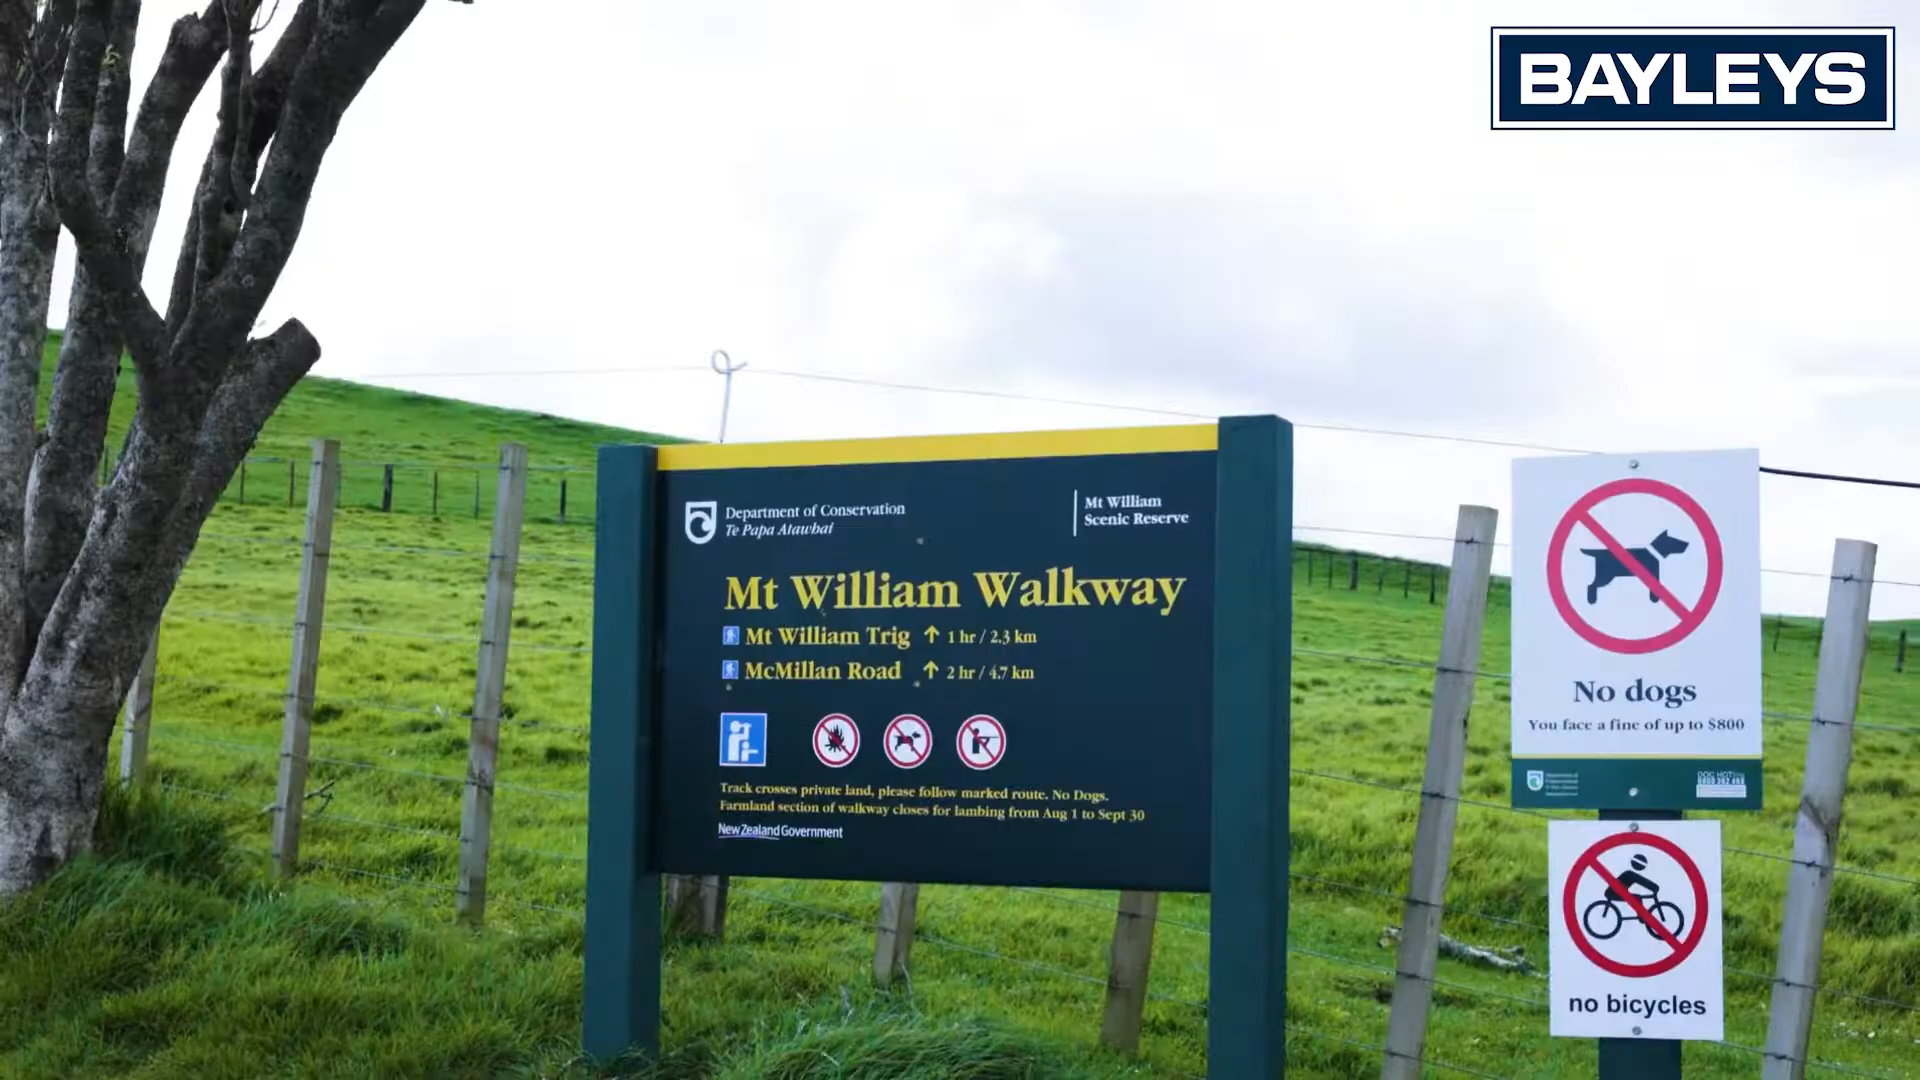 BAYLEYS
Department of Conservation
Te Papa Atawhai
Mt William
Scenic Reserve
Mt William Walkway
Mt William Trig 1 hr / 2.3 km
McMillan Road 2 hr / 4.7 km
Track crosses private land, please follow marked route. No Dogs.
Farmland section of walkway closes for lambing from Aug 1 to Sept 30
New Zealand Government
No dogs
You face a fine of up to $800
no bicycles